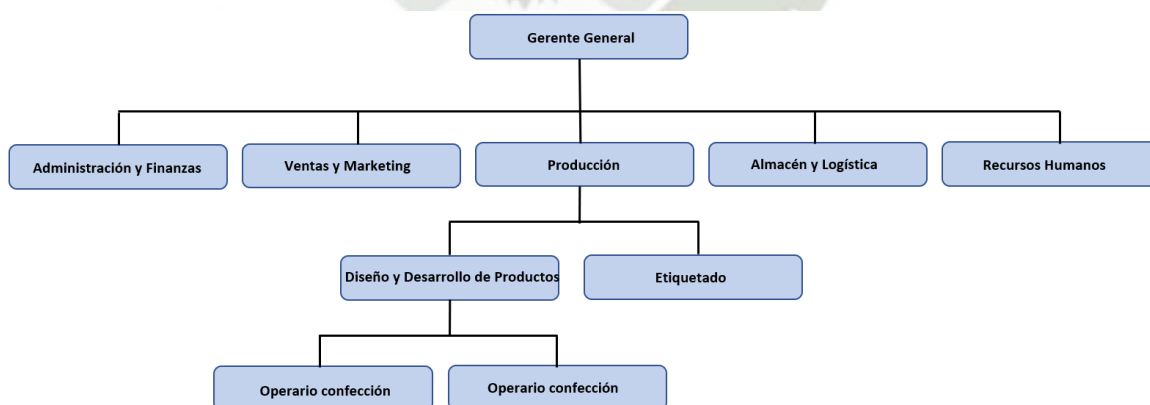 Gerente General
Administración y Finanzas
Ventas y Marketing
Producción
Almacén y Logística
Recursos Humanos
Diseño y Desarrollo de Productos
Etiquetado
Operario confección
Operario confección